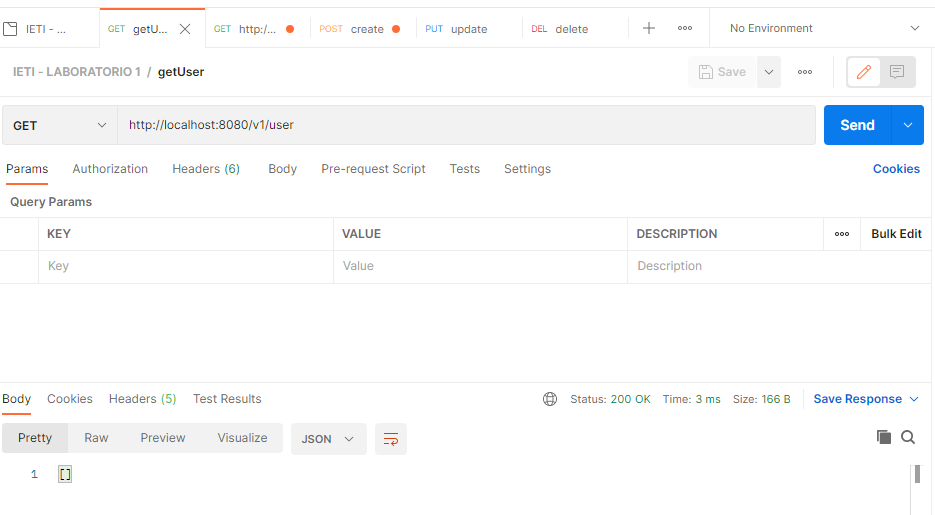 IETI - ... GET getU... GET http:/... POST create PUT update DEL delete No Environment
IETI - LABORATORIO 1 / getUser Save
GET http://localhost:8080/v1/user Send
Params Authorization Headers (6) Body Pre-request Script Tests Settings Cookies
Query Params
KEY VALUE DESCRIPTION Bulk Edit
Key Value Description
Body Cookies Headers (5) Test Results Status: 200 OK Time: 3 ms Size: 166 B Save Response
Pretty Raw Preview Visualize JSON
1 []